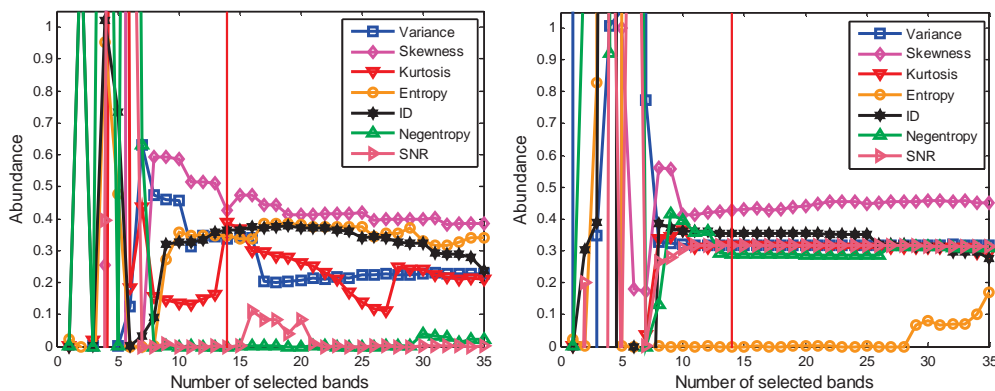 1
0.9
0.8
0.7
0.6
0.5
0.4
0.3
0.2
0.1
0
Abundance
0
5
10
15
20
25
30
35
Number of selected bands
Variance
Skewness
Kurtosis
Entropy
ID
Negentropy
SNR
1
0.9
0.8
0.7
0.6
0.5
0.4
0.3
0.2
0.1
0
Abundance
0
5
10
15
20
25
30
35
Number of selected bands
Variance
Skewness
Kurtosis
Entropy
ID
Negentropy
SNR